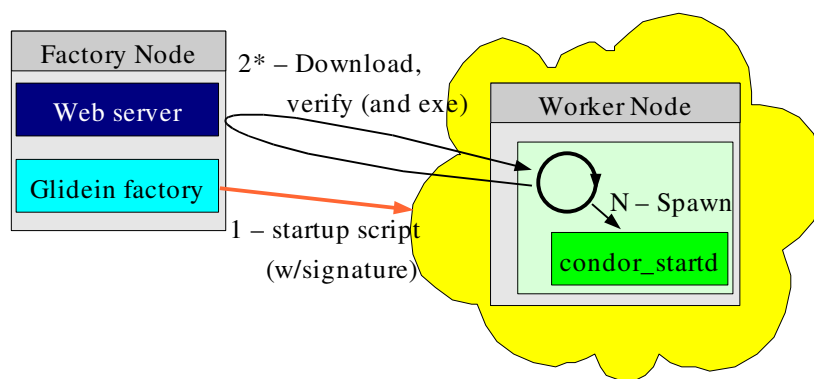 Factory Node
Web server
Glidein factory
2* – Download,
verify (and exe)
1 – startup script
(w/signature)
Worker Node
N – Spawn
condor_startd